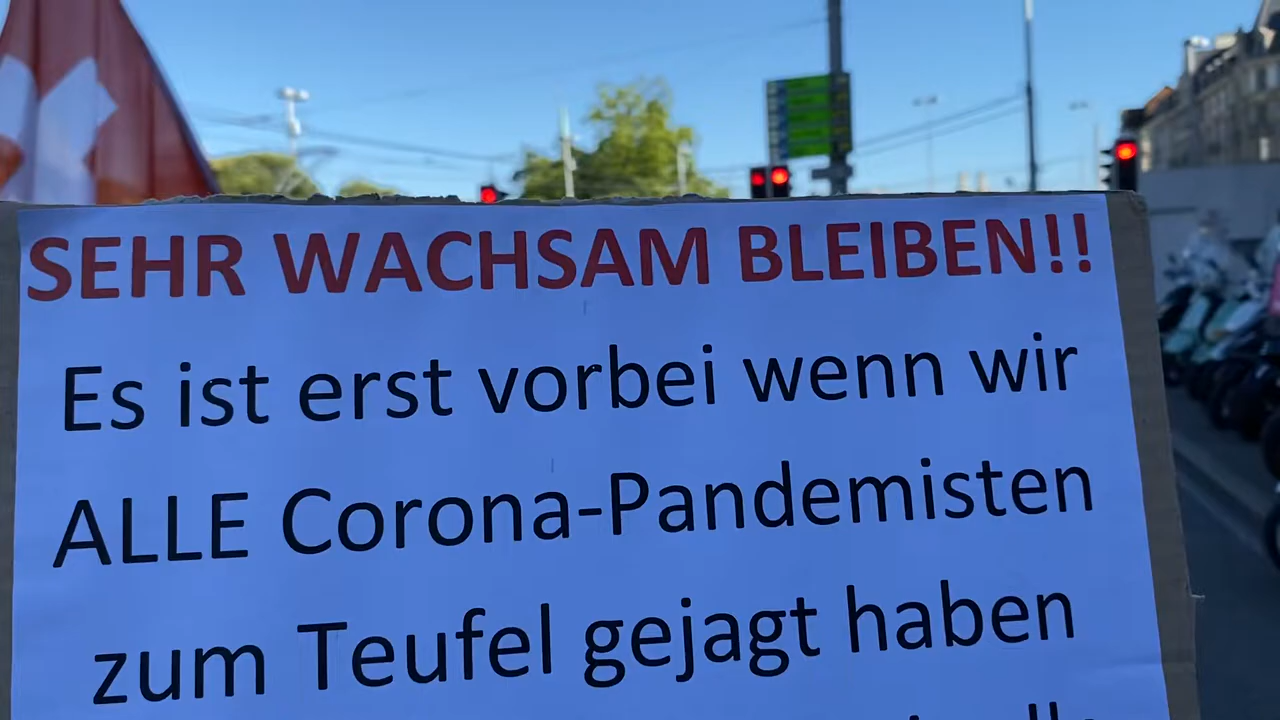 SEHR WACHSAM BLEIBEN!!
Es ist erst vorbei wenn wir
ALLE Corona-Pandemisten
zum Teufel gejagt haben